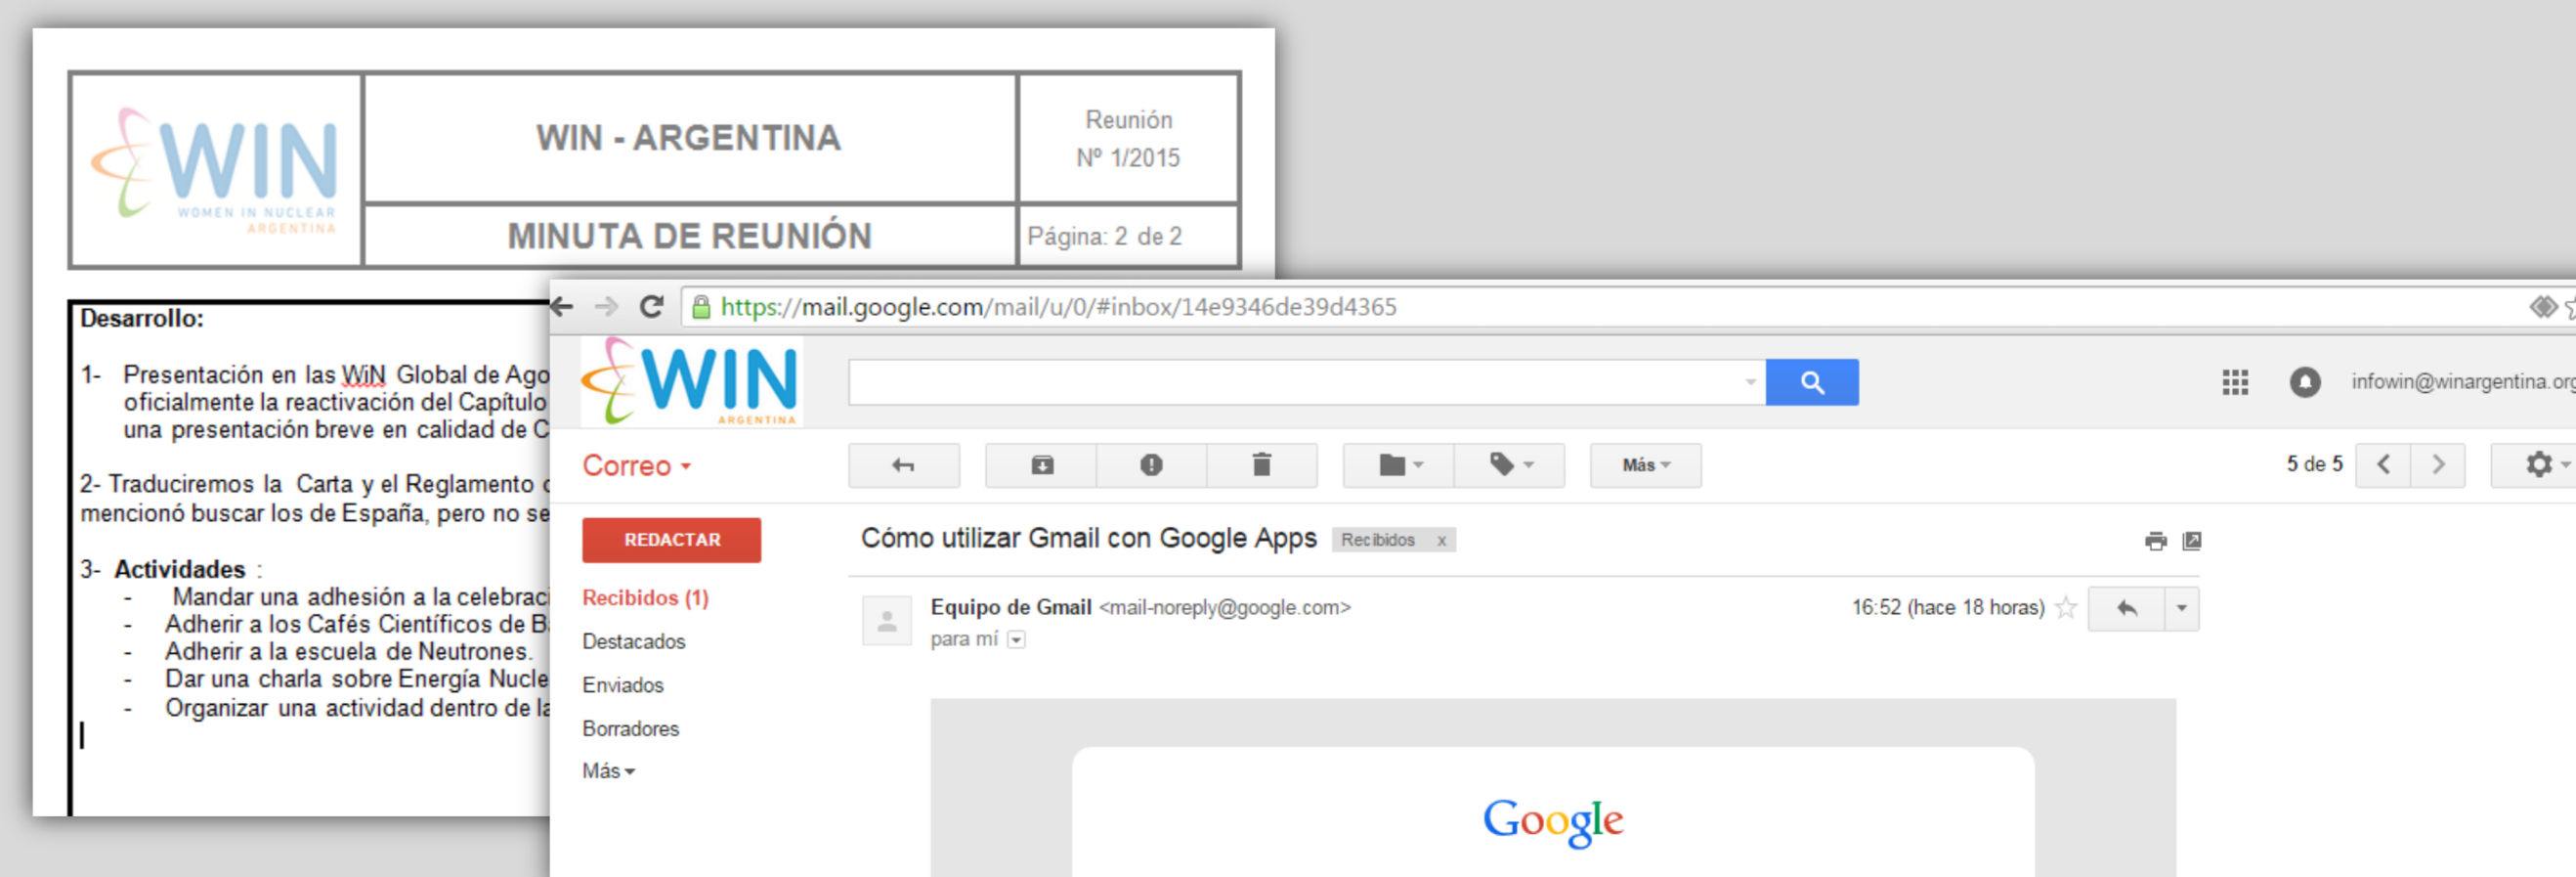 WIN
WOMEN IN NUCLEAR
ARGENTINA
WIN - ARGENTINA
MINUTA DE REUNIÓN
Reunión
Nº 1/2015
Página: 2 de 2
Desarrollo:
1- Presentación en las WiN Global de Ago
oficialmente la reactivación del Capítulo
una presentación breve en calidad de C
2- Traduciremos la Carta y el Reglamento
mencionó buscar los de España, pero no se
3- Actividades :
- Mandar una adhesión a la celebraci
- Adherir a los Cafés Científicos de B
- Adherir a la escuela de Neutrones.
- Dar una charla sobre Energía Nucle
- Organizar una actividad dentro de la
https://mail.google.com/mail/u/0/#inbox/14e9346de39d4365
WIN
ARGENTINA
infowin@winargentina.org
Correo
Más
5 de 5
REDACTAR
Recibidos (1)
Destacados
Enviados
Borradores
Más
Cómo utilizar Gmail con Google Apps Recibidos x
Equipo de Gmail <mail-noreply@google.com>
16:52 (hace 18 horas)
para mí
Google